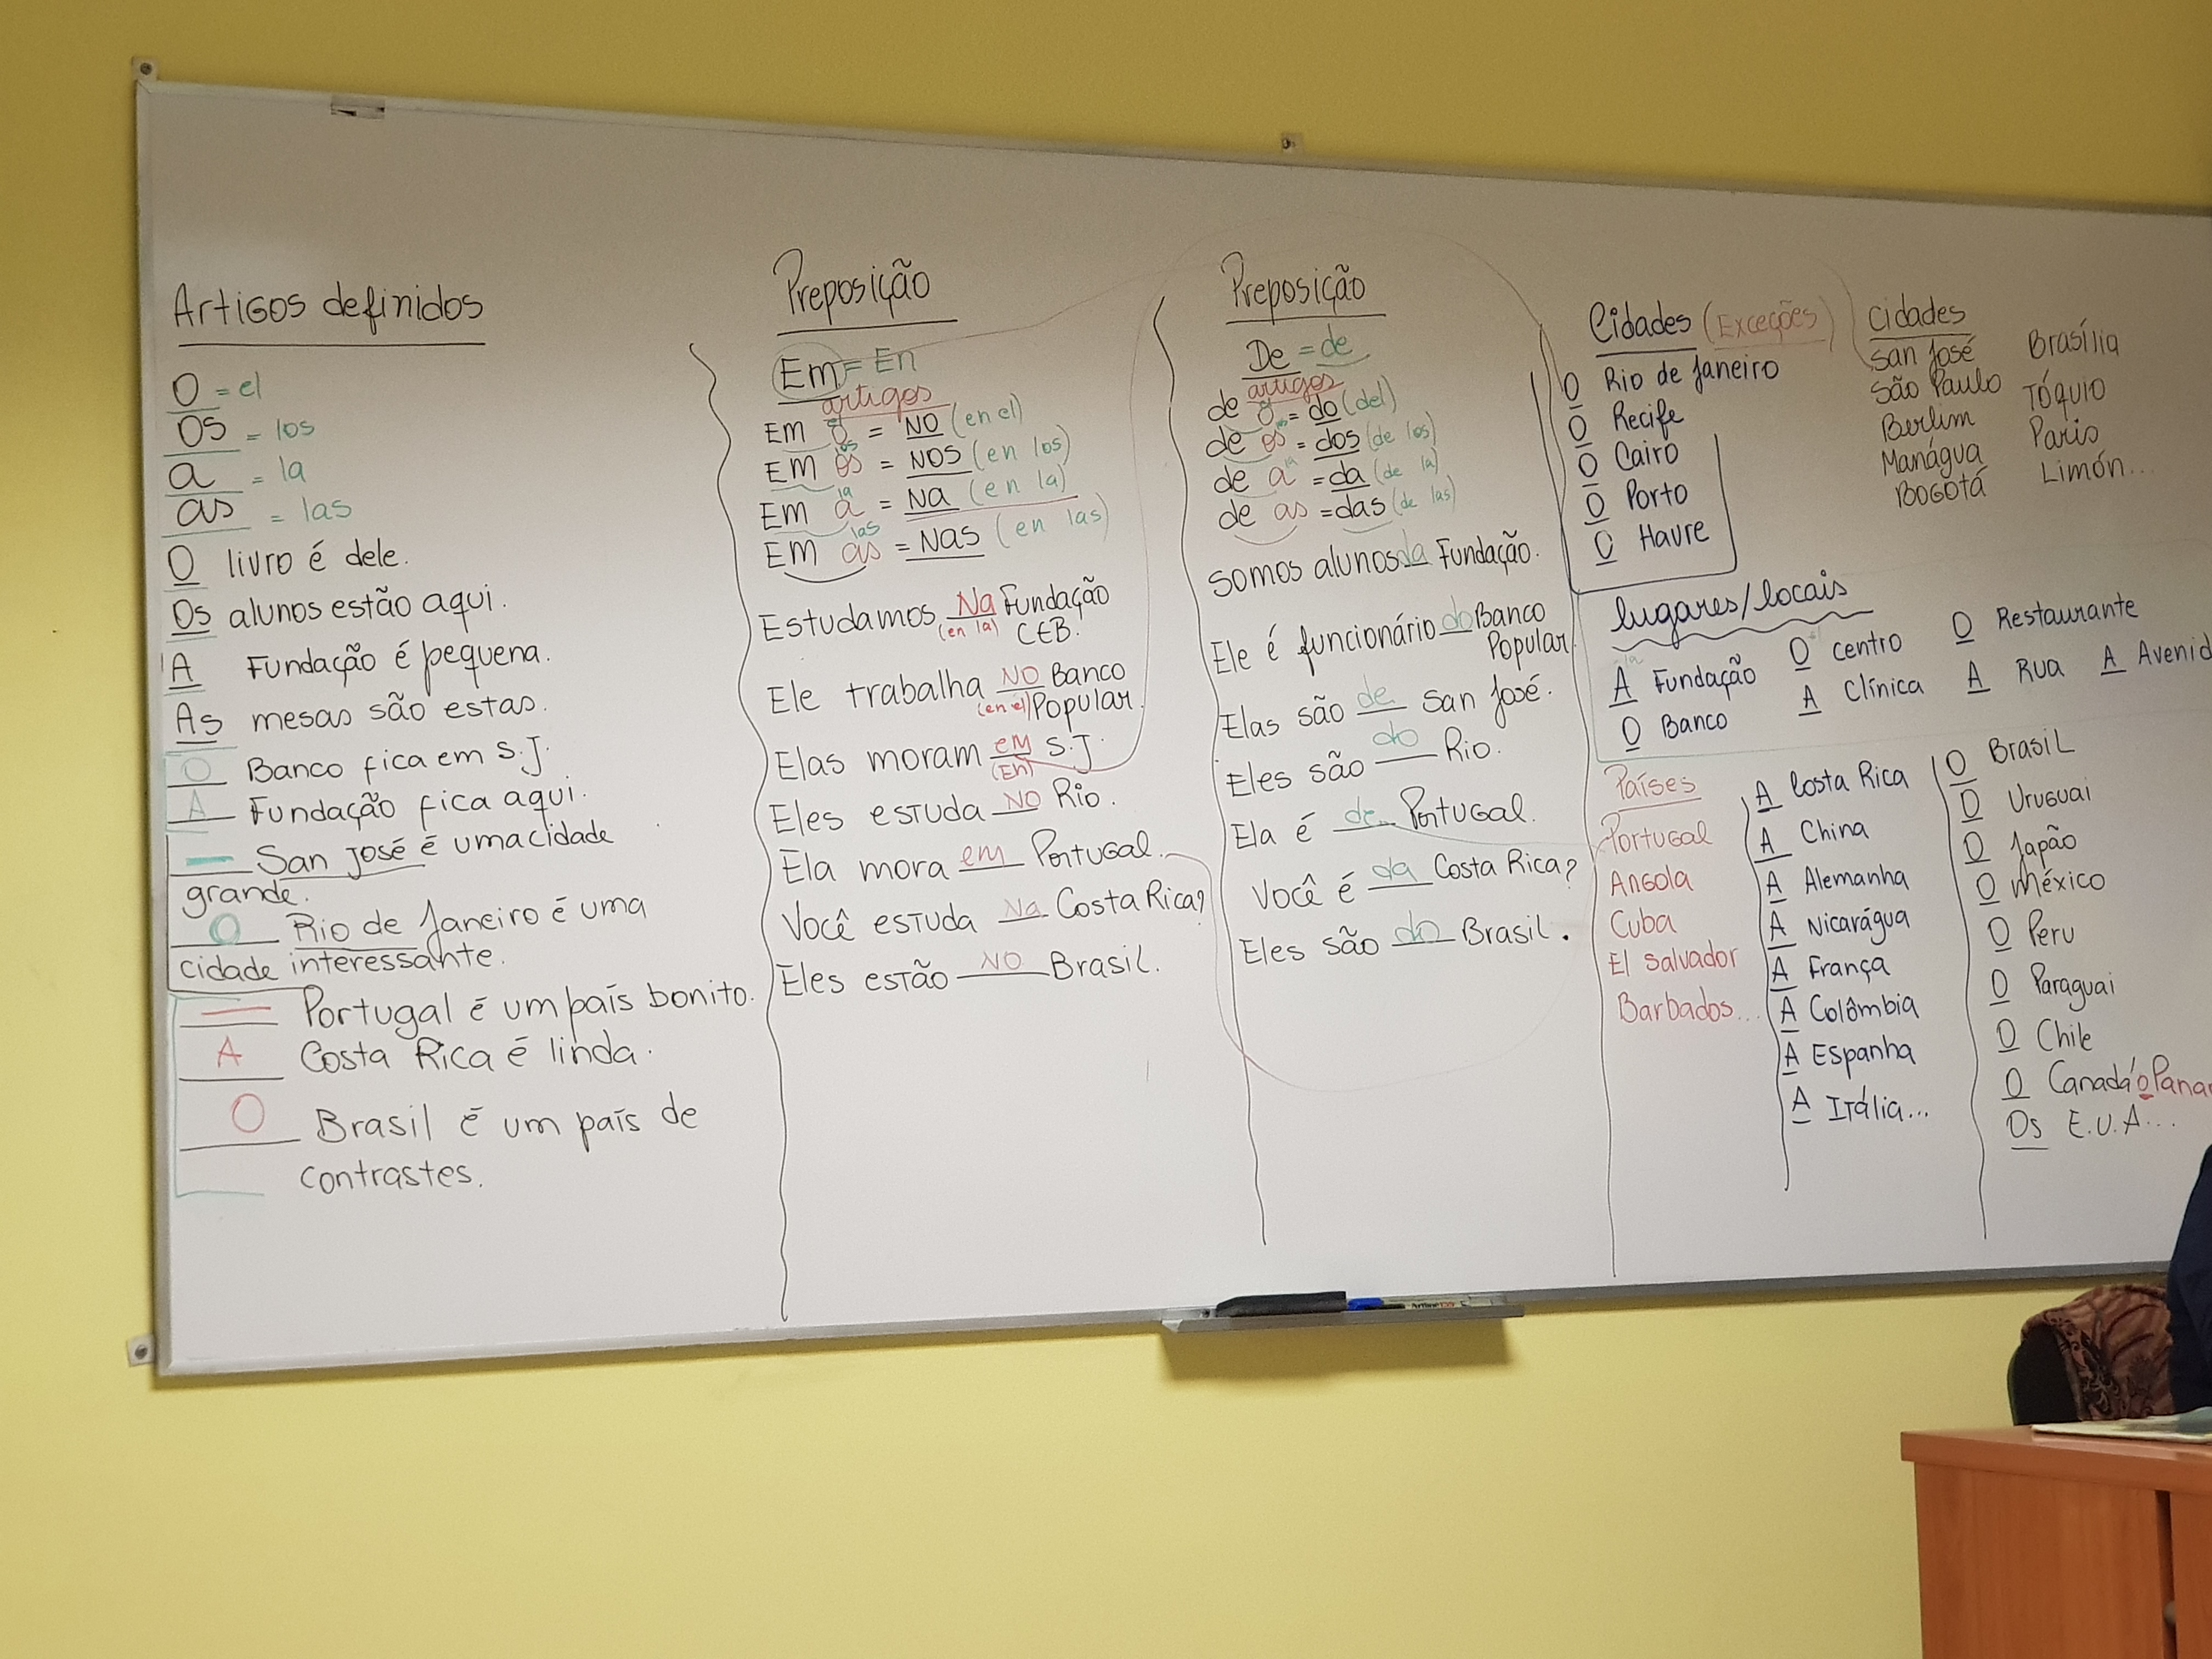 Artigos definidos
O = el
Os = los
a = la
as = las
O livro é dele.
Os alunos estão aqui.
A Fundação é pequena.
As mesas são estas.
O Banco fica em S.J.
A Fundação fica aqui.
— San José é uma cidade
grande.
O Rio de Janeiro é uma
cidade interessante.
— Portugal é um país bonito.
A Costa Rica é linda.
O Brasil é um país de
contrastes.
Preposição
Em = En
artigos
el
Em o = NO (en el)
los
Em os = NOS (en los)
la
Em a = Na (en la)
las
Em as = Nas (en las)
Estudamos Na Fundação
(en la) CEB.
Ele trabalha NO Banco
(en el) Popular.
Elas moram em S.J.
(En)
Eles estuda NO Rio.
Ela mora em Portugal.
Você estuda Na Costa Rica?
Eles estão NO Brasil.
Preposição
De = de
artigos
de o = do (del)
de os = dos (de los)
la
de a = da (de la)
de as = das (de las)
Somos alunos da Fundação.
Ele é funcionário do Banco
Popular
Elas são de San José.
Eles são do Rio.
Ela é de Portugal.
Você é da Costa Rica?
Eles são do Brasil.
Cidades (Exceções)
O Rio de Janeiro
O Recife
O Cairo
O Porto
O Havre
Cidades
San José Brasília
São Paulo Tóquio
Berlim Paris
Manágua Limón...
Bogotá
lugares/locais
A Fundação O centro O Restaurante
O Banco A Clínica A Rua A Avenid
Países
Portugal
Angola
Cuba
El Salvador
Barbados...
A Costa Rica
A China
A Alemanha
A Nicarágua
A França
A Colômbia
A Espanha
A Itália...
O Brasil
O Uruguai
O Japão
O México
O Peru
O Paraguai
O Chile
O Canadá o Pana
Os E.U.A...